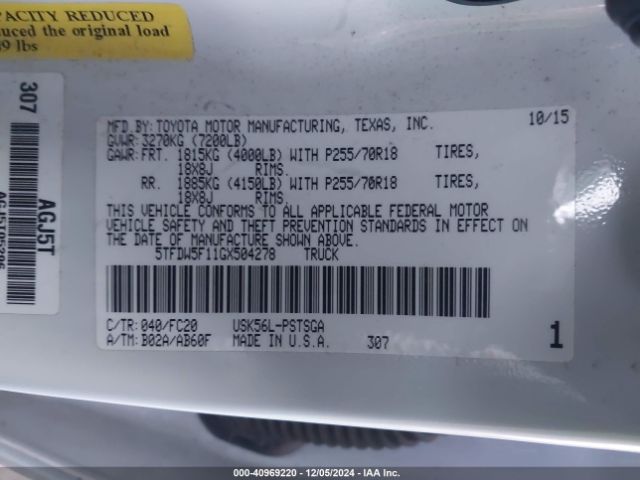 PACITY REDUCED
duced the original load
9 lbs
307
AGJ5T
MFD.BY: TOYOTA MOTOR MANUFACTURING, TEXAS, INC. 10/15
GVWR: 3270KG (7200LB)
GAWR: FRT. 1815KG (4000LB) WITH P255/70R18 TIRES,
18X8J RIMS.
RR. 1885KG (4150LB) WITH P255/70R18 TIRES,
18X8J RIMS.
THIS VEHICLE CONFORMS TO ALL APPLICABLE FEDERAL MOTOR
VEHICLE SAFETY AND THEFT PREVENTION STANDARDS IN EFFECT ON
THE DATE OF MANUFACTURE SHOWN ABOVE.
5TFDW5F11GX504278 TRUCK
C/TR: 040/FC20 USK56L-PSTSGA
A/TM: B02A/AB60F MADE IN U.S.A. 307 1
000-40969220 - 12/05/2024 - IAA Inc.